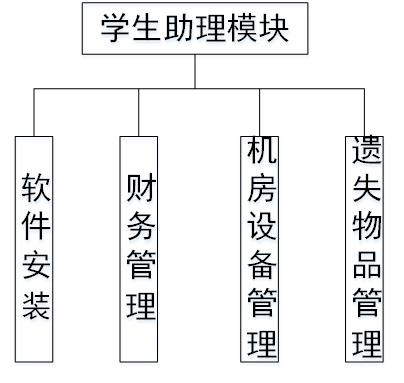 学生助理模块
软件安装
财务管理
机房设备管理
遗失物品管理